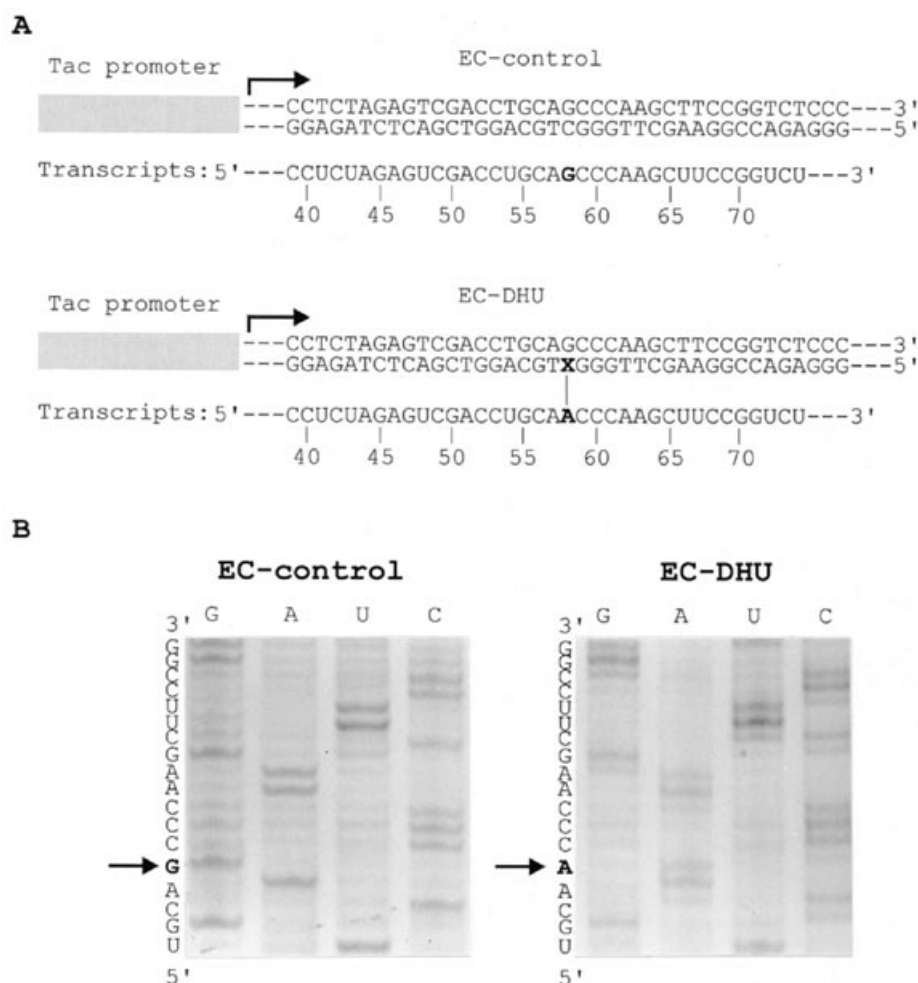 A
EC-control
Tac promoter
---CCTCTAGAGTCGACCTGCAGCCCAAGCTTCCGGTCTCCC---3'
---GGAGATCTCAGCTGGACGTCGGGTTCGAAGGCCAGAGGG---5'
Transcripts:5'---CCUCUAGAGUCGACCUGCAGCCCAAGCUUCCGGUCU---3'
40 45 50 55 60 65 70
EC-DHU
Tac promoter
---CCTCTAGAGTCGACCTGCAGCCCAAGCTTCCGGTCTCCC---3'
---GGAGATCTCAGCTGGACGTXGGGTTCGAAGGCCAGAGGG---5'
Transcripts:5'---CCUCUAGAGUCGACCUGCAACCCAAGCUUCCGGUCU---3'
40 45 50 55 60 65 70
B
EC-control
G A U C
3'
G
G
C
C
U
U
C
G
A
A
C
C
C
G
A
C
G
U
5'
EC-DHU
G A U C
3'
G
G
C
C
U
U
C
G
A
A
C
C
C
A
A
C
G
U
5'